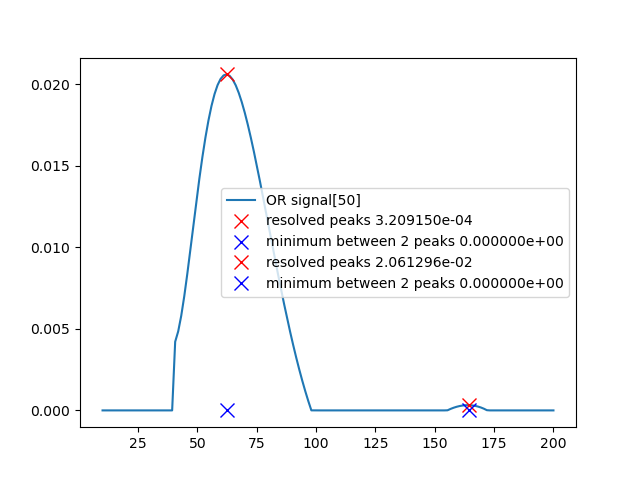 0.020
0.015
0.010
0.005
0.000
OR signal[50]
resolved peaks 3.209150e-04
minimum between 2 peaks 0.000000e+00
resolved peaks 2.061296e-02
minimum between 2 peaks 0.000000e+00
25 50 75 100 125 150 175 200